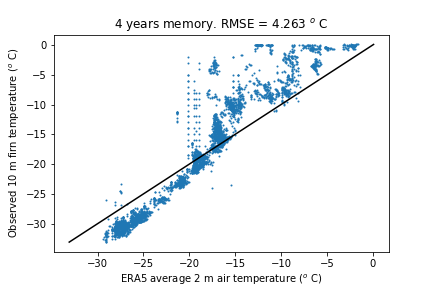 4 years memory. RMSE = 4.263 ° C
Observed 10 m firn temperature (° C)
0
−5
−10
−15
−20
−25
−30
−30 −25 −20 −15 −10 −5 0
ERA5 average 2 m air temperature (° C)